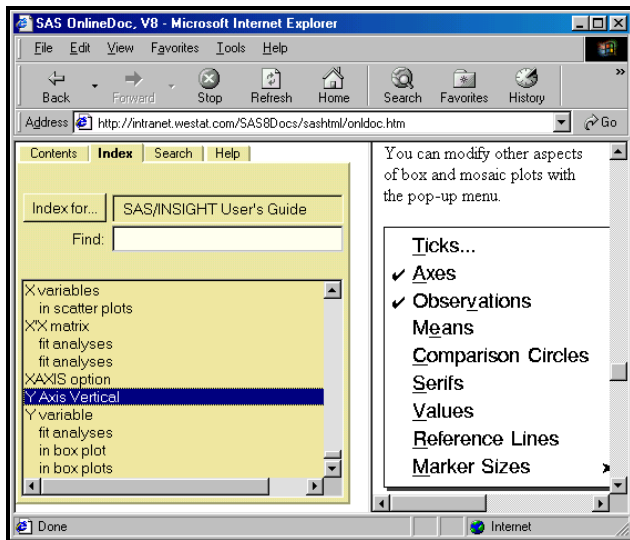 SAS OnlineDoc, V8 - Microsoft Internet Explorer
File Edit View Favorites Tools Help
Back Forward Stop Refresh Home Search Favorites History »
Address http://intranet.westat.com/SAS8Docs/sashtml/onldoc.htm Go
Contents Index Search Help
Index for... SAS/INSIGHT User's Guide
Find:
X variables
in scatter plots
X'X matrix
fit analyses
fit analyses
XAXIS option
Y Axis Vertical
Y variable
fit analyses
in box plot
in box plots
You can modify other aspects
of box and mosaic plots with
the pop-up menu.
Ticks...
✓ Axes
✓ Observations
Means
Comparison Circles
Serifs
Values
Reference Lines
Marker Sizes
Done Internet